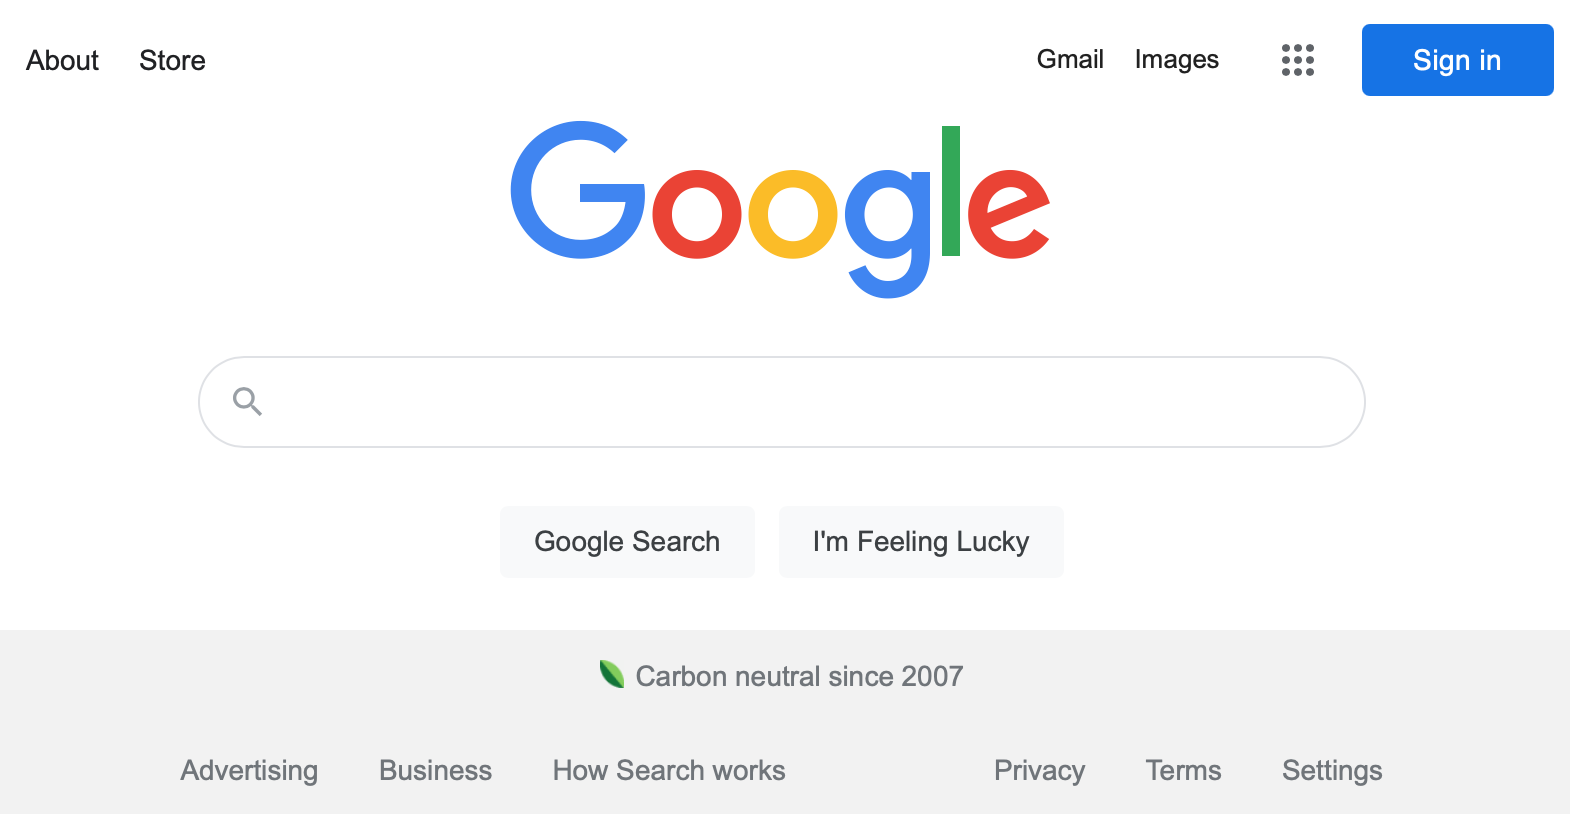 About Store Gmail Images Sign in
Google
Google Search I'm Feeling Lucky
Carbon neutral since 2007
Advertising Business How Search works Privacy Terms Settings